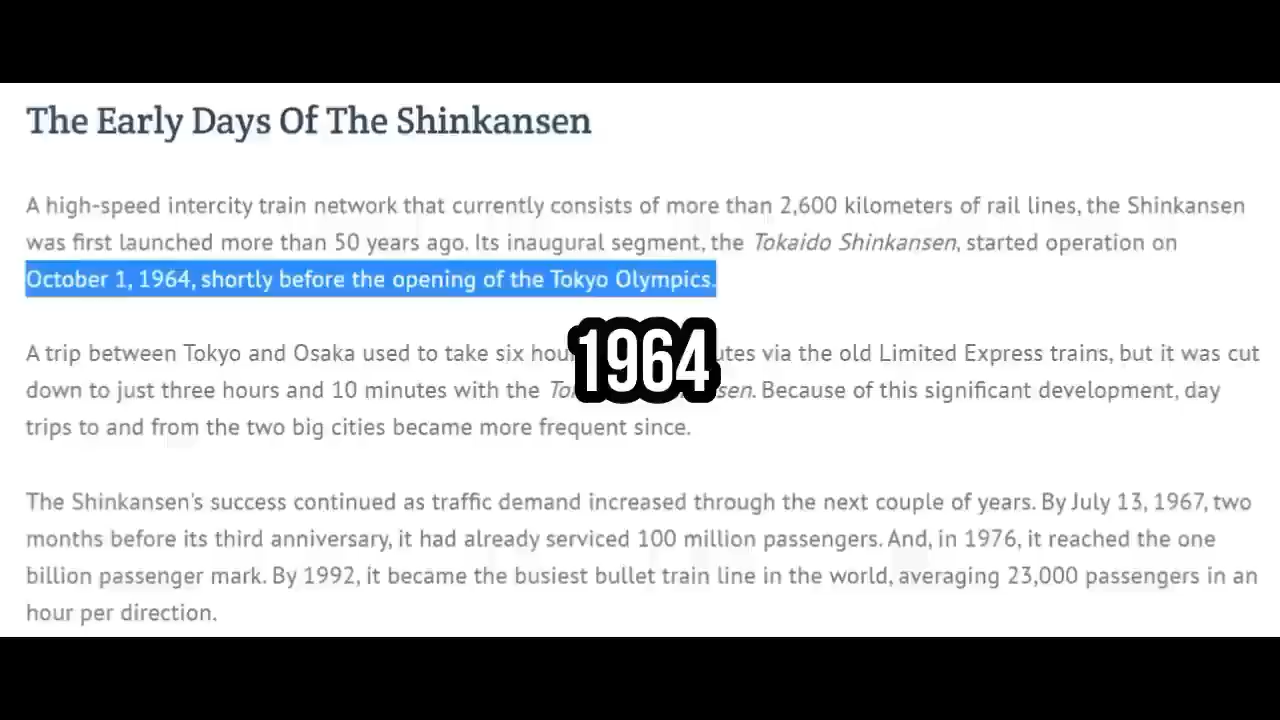 The Early Days Of The Shinkansen
A high-speed intercity train network that currently consists of more than 2,600 kilometers of rail lines, the Shinkansen
was first launched more than 50 years ago. Its inaugural segment, the Tokaido Shinkansen, started operation on
October 1, 1964, shortly before the opening of the Tokyo Olympics.
1964
A trip between Tokyo and Osaka used to take six via the old Limited Express trains, but it was cut
down to just three hours and 10 minutes with the . Because of this significant development, day
trips to and from the two big cities became more frequent since.
The Shinkansen's success continued as traffic demand increased through the next couple of years. By July 13, 1967, two
months before its third anniversary, it had already serviced 100 million passengers. And, in 1976, it reached the one
billion passenger mark. By 1992, it became the busiest bullet train line in the world, averaging 23,000 passengers in an
hour per direction.